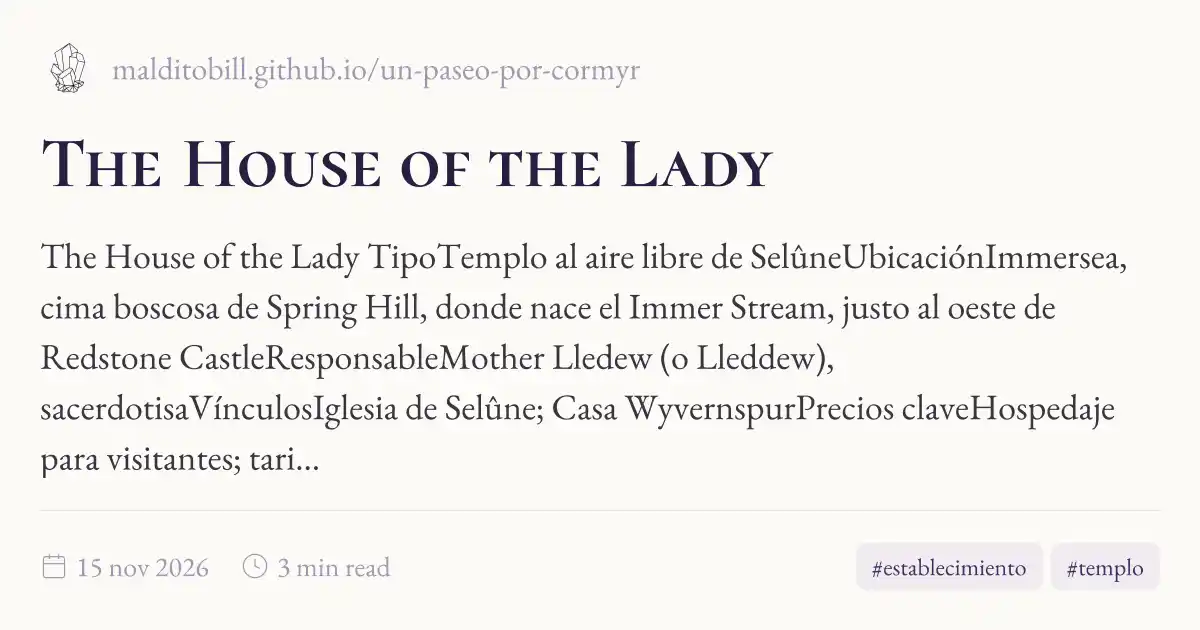 malditobill.github.io/un-paseo-por-cormyr
The House of the Lady
The House of the Lady TipoTemplo al aire libre de SelûneUbicaciónImmersea,
cima boscosa de Spring Hill, donde nace el Immer Stream, justo al oeste de
Redstone CastleResponsableMother Lledew (o Lleddew),
sacerdotisaVínculosIglesia de Selûne; Casa WyvernspurPrecios claveHospedaje
para visitantes; tari...
15 nov 2026
3 min read
#establecimiento
#templo